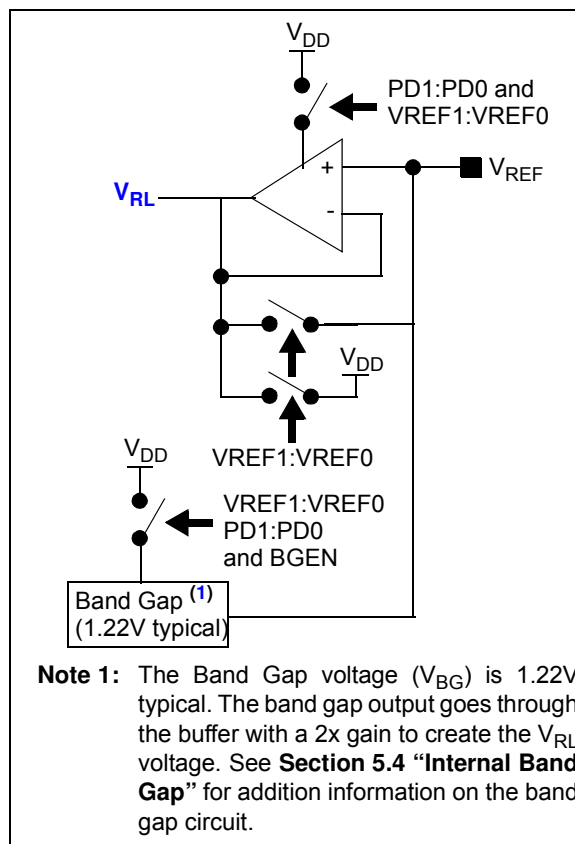 VDD
PD1:PD0 and
VREF1:VREF0
+
VREF
VRL
-
VDD
VREF1:VREF0
VDD
VREF1:VREF0
PD1:PD0
and BGEN
Band Gap (1)
(1.22V typical)
Note 1: The Band Gap voltage (VBG) is 1.22V
typical. The band gap output goes through
the buffer with a 2x gain to create the VRL
voltage. See Section 5.4 “Internal Band
Gap” for addition information on the band
gap circuit.